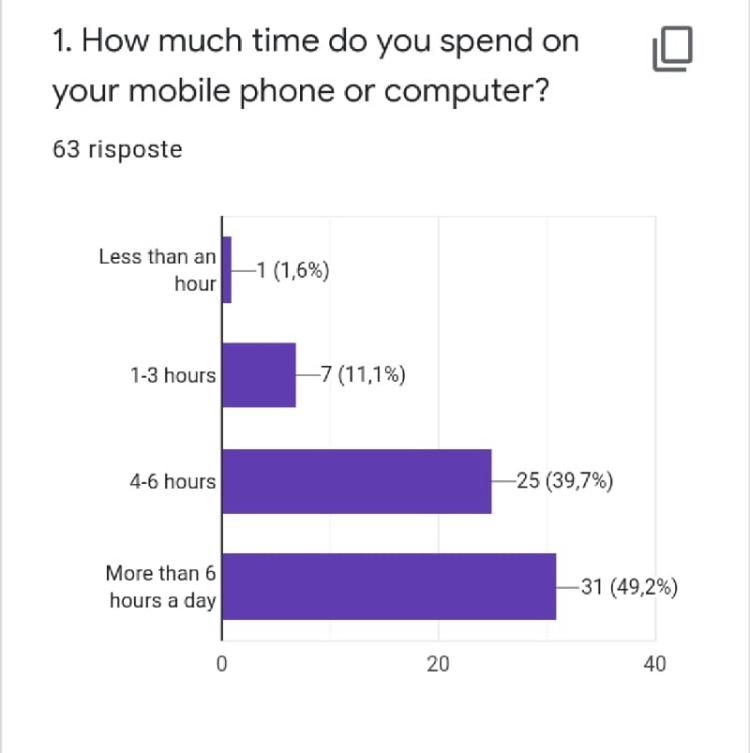 1. How much time do you spend on
your mobile phone or computer?
63 risposte
Less than an
hour
1 (1,6%)
1-3 hours
7 (11,1%)
4-6 hours
25 (39,7%)
More than 6
hours a day
31 (49,2%)
0
20
40